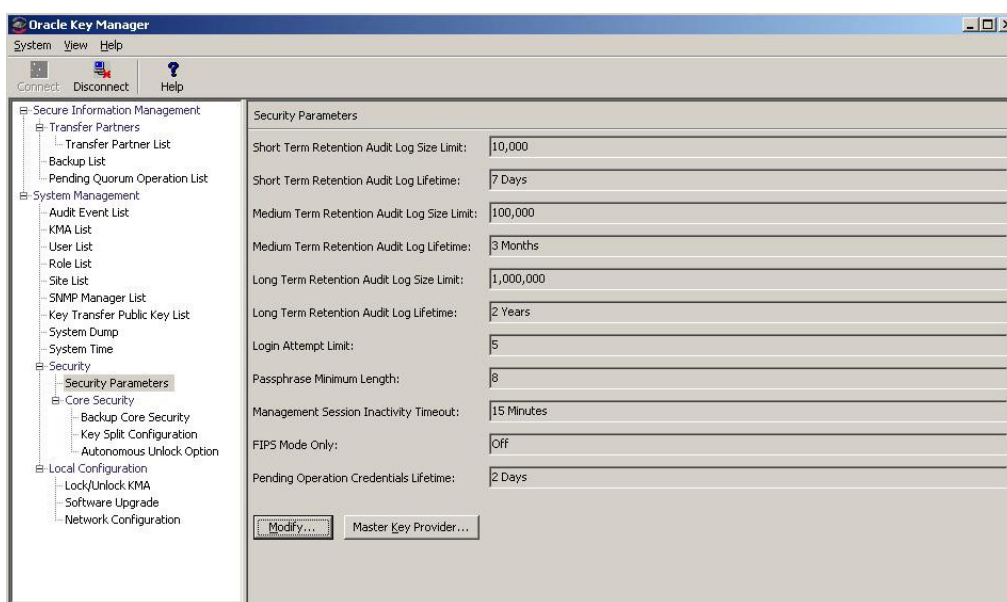 Oracle Key Manager
System View Help
Connect Disconnect Help
Secure Information Management
Transfer Partners
Transfer Partner List
Backup List
Pending Quorum Operation List
System Management
Audit Event List
KMA List
User List
Role List
Site List
SNMP Manager List
Key Transfer Public Key List
System Dump
System Time
Security
Security Parameters
Core Security
Backup Core Security
Key Split Configuration
Autonomous Unlock Option
Local Configuration
Lock/Unlock KMA
Software Upgrade
Network Configuration
Security Parameters
Short Term Retention Audit Log Size Limit: 10,000
Short Term Retention Audit Log Lifetime: 7 Days
Medium Term Retention Audit Log Size Limit: 100,000
Medium Term Retention Audit Log Lifetime: 3 Months
Long Term Retention Audit Log Size Limit: 1,000,000
Long Term Retention Audit Log Lifetime: 2 Years
Login Attempt Limit: 5
Passphrase Minimum Length: 8
Management Session Inactivity Timeout: 15 Minutes
FIPS Mode Only: Off
Pending Operation Credentials Lifetime: 2 Days
Modify... Master Key Provider...